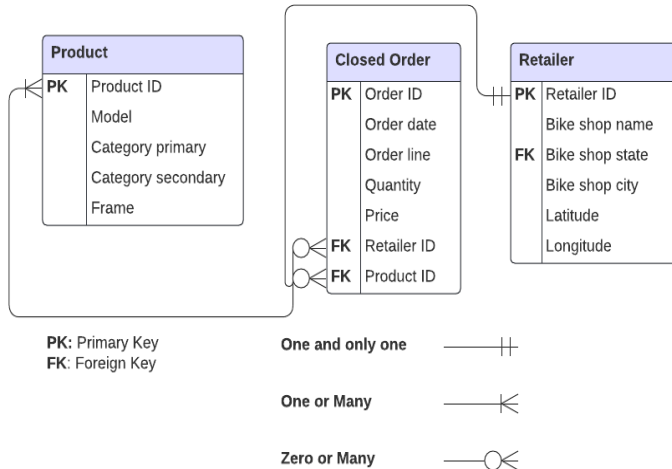 Product
PK Product ID
Model
Category primary
Category secondary
Frame
Closed Order
PK Order ID
Order date
Order line
Quantity
Price
FK Retailer ID
FK Product ID
Retailer
PK Retailer ID
Bike shop name
FK Bike shop state
Bike shop city
Latitude
Longitude
PK: Primary Key
FK: Foreign Key
One and only one
One or Many
Zero or Many